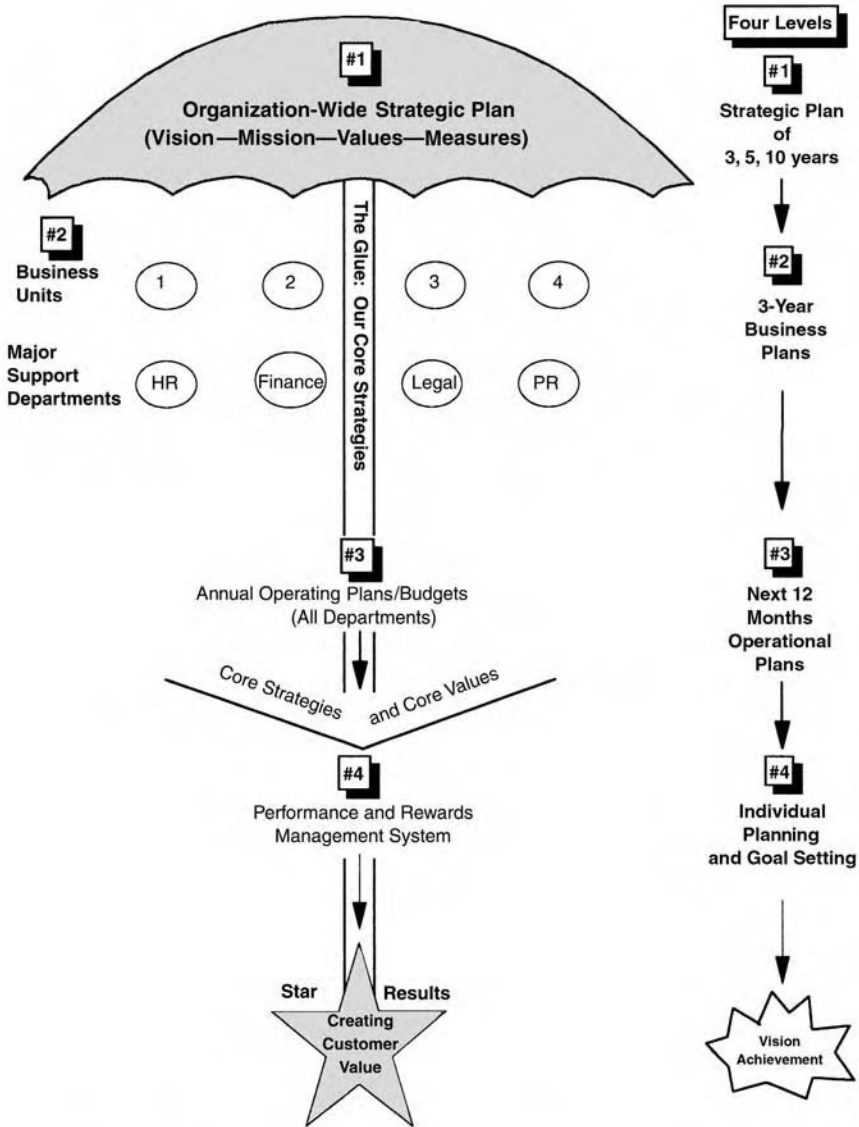 #1
Organization-Wide Strategic Plan
(Vision—Mission—Values—Measures)
The Glue: Our Core Strategies
#2
Business
Units
1
2
3
4
Major
Support
Departments
HR
Finance
Legal
PR
#3
Annual Operating Plans/Budgets
(All Departments)
Core Strategies
and Core Values
#4
Performance and Rewards
Management System
Star
Results
Creating
Customer
Value
Four Levels
#1
Strategic Plan
of
3, 5, 10 years
#2
3-Year
Business
Plans
#3
Next 12
Months
Operational
Plans
#4
Individual
Planning
and Goal Setting
Vision
Achievement